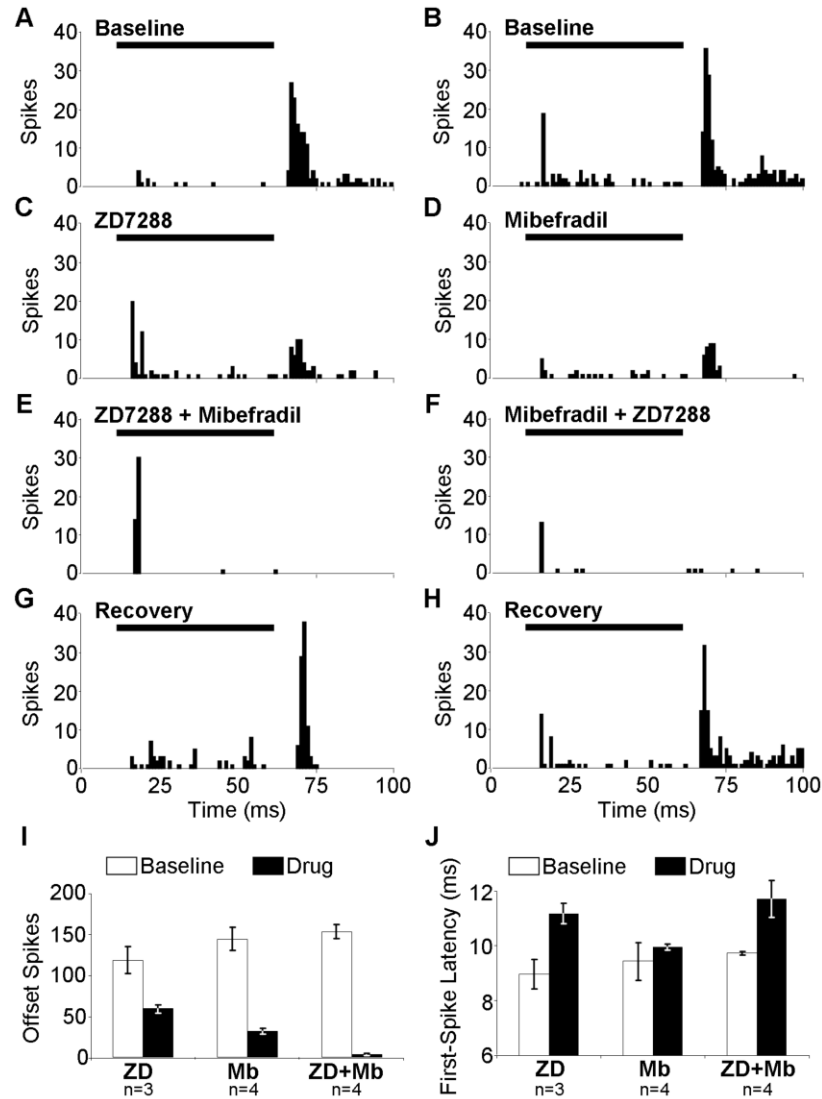 A Baseline
40
30
20
10
0
Spikes
B Baseline
40
30
20
10
0
Spikes
C ZD7288
40
30
20
10
0
Spikes
D Mibefradil
40
30
20
10
0
Spikes
E ZD7288 + Mibefradil
40
30
20
10
0
Spikes
F Mibefradil + ZD7288
40
30
20
10
0
Spikes
G Recovery
40
30
20
10
0
Spikes
0 25 50 75 100
Time (ms)
H Recovery
40
30
20
10
0
Spikes
0 25 50 75 100
Time (ms)
I
Baseline Drug
200
150
100
50
0
Offset Spikes
ZD Mb ZD+Mb
n=3 n=4 n=4
J
Baseline Drug
12
10
8
6
First-Spike Latency (ms)
ZD Mb ZD+Mb
n=3 n=4 n=4